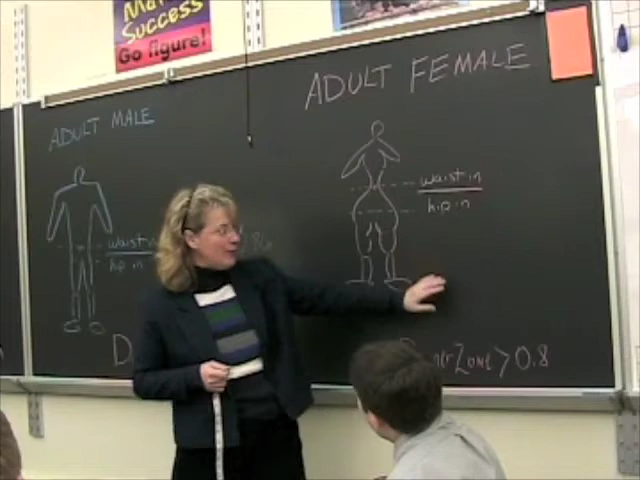 Success
Go figure!
ADULT MALE
ADULT FEMALE
waist in
hip in
waist in
hip in
D
Zone > 0.8